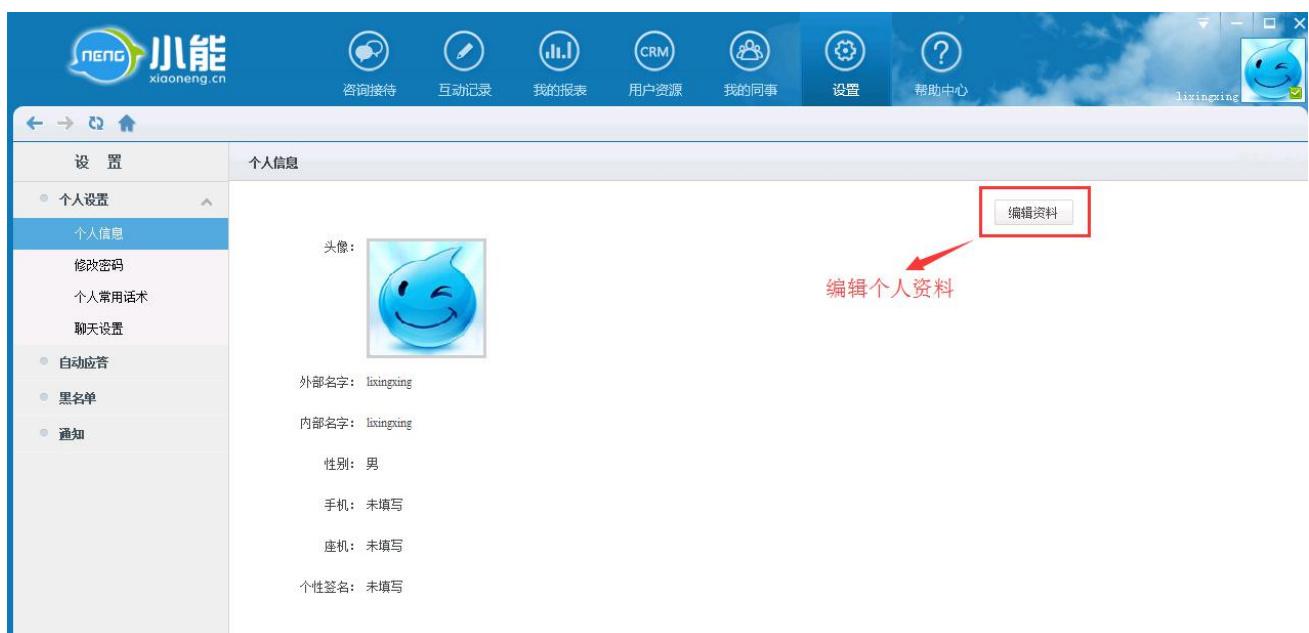 neng 小能
xiaoneng.cn
咨询接待 互动记录 我的报表 CRM 用户资源 我的同事 设置 ? 帮助中心
lixingxing
设 置
个人信息
个人设置
编辑资料
个人信息
头像：
修改密码
编辑个人资料
个人常用话术
聊天设置
自动应答
外部名字： lixingxing
黑名单
内部名字： lixingxing
通知
性别： 男
手机： 未填写
座机： 未填写
个性签名： 未填写